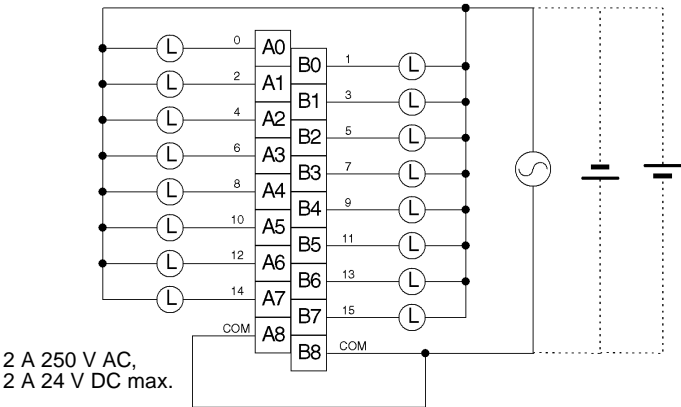 L 0 A0
B0 1 L
L 2 A1
B1 3 L
L 4 A2
B2 5 L
L 6 A3
B3 7 L
L 8 A4
B4 9 L
L 10 A5
B5 11 L
L 12 A6
B6 13 L
L 14 A7
B7 15 L
COM A8
B8 COM
2 A 250 V AC,
2 A 24 V DC max.